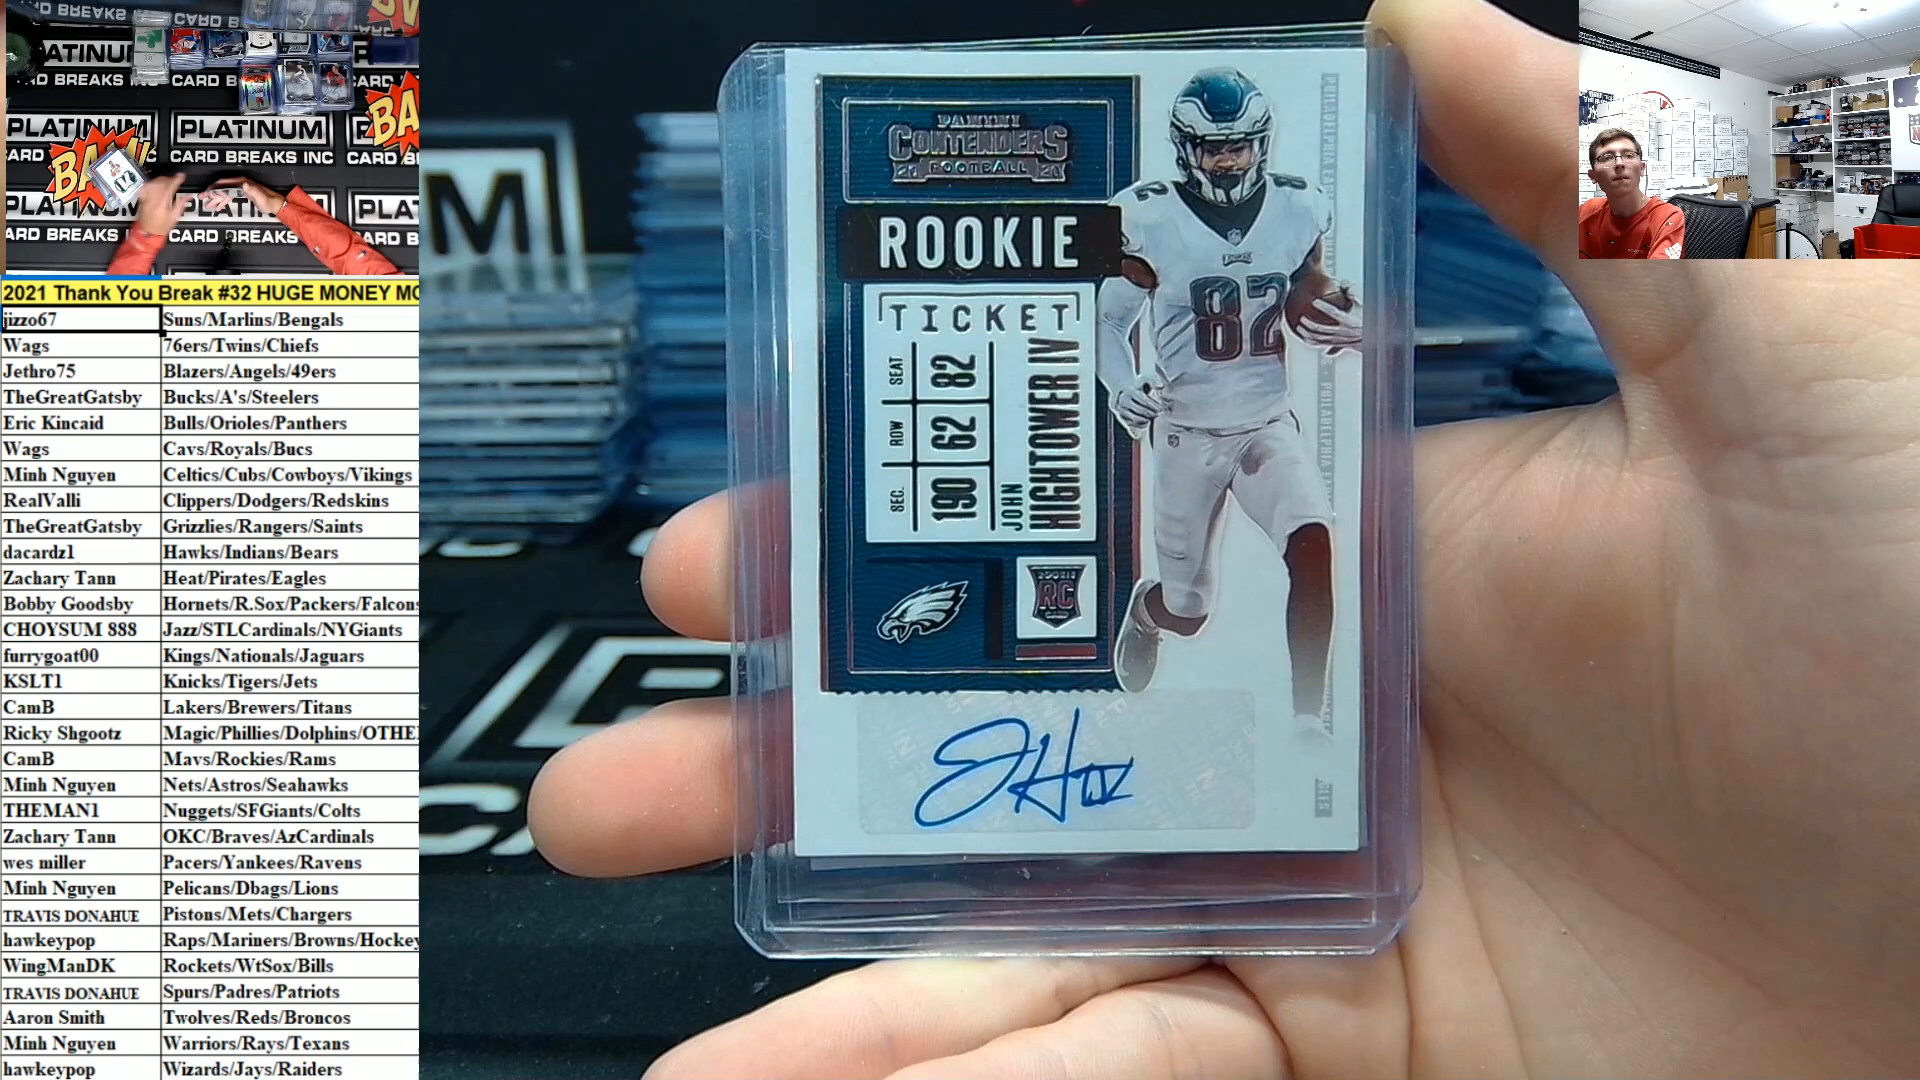 PLATINUM
CARD BREAKS INC
BAM!
PLATINUM
CARD BREAKS
2021 Thank You Break #32 HUGE MONEY MO
jizzo67 Suns/Marlins/Bengals
Wags 76ers/Twins/Chiefs
Jethro75 Blazers/Angels/49ers
TheGreatGatsby Bucks/A's/Steelers
Eric Kincaid Bulls/Orioles/Panthers
Wags Cavs/Royals/Bucs
Minh Nguyen Celtics/Cubs/Cowboys/Vikings
RealValli Clippers/Dodgers/Redskins
TheGreatGatsby Grizzlies/Rangers/Saints
dacardz1 Hawks/Indians/Bears
Zachary Tann Heat/Pirates/Eagles
Bobby Goodsby Hornets/R.Sox/Packers/Falcons
CHOYSUM 888 Jazz/STLCardinals/NYGiants
furrygoat00 Kings/Nationals/Jaguars
KSLT1 Knicks/Tigers/Jets
CamB Lakers/Brewers/Titans
Ricky Shgootz Magic/Phillies/Dolphins/OTHE
CamB Mavs/Rockies/Rams
Minh Nguyen Nets/Astros/Seahawks
THEMAN1 Nuggets/SFGiants/Colts
Zachary Tann OKC/Braves/AzCardinals
wes miller Pacers/Yankees/Ravens
Minh Nguyen Pelicans/Dbags/Lions
TRAVIS DONAHUE Pistons/Mets/Chargers
hawkeypop Raps/Mariners/Browns/Hockey
WingManDK Rockets/WtSox/Bills
TRAVIS DONAHUE Spurs/Padres/Patriots
Aaron Smith Twolves/Reds/Broncos
Minh Nguyen Warriors/Rays/Texans
hawkeypop Wizards/Jays/Raiders
PANINI
CONTENDERS
20 FOOTBALL 20
ROOKIE
TICKET
SEAT 82
ROW 62
SEC. 190
JOHN
HIGHTOWER IV
ROOKIE
RC
82
JH IV
PHILADELPHIA